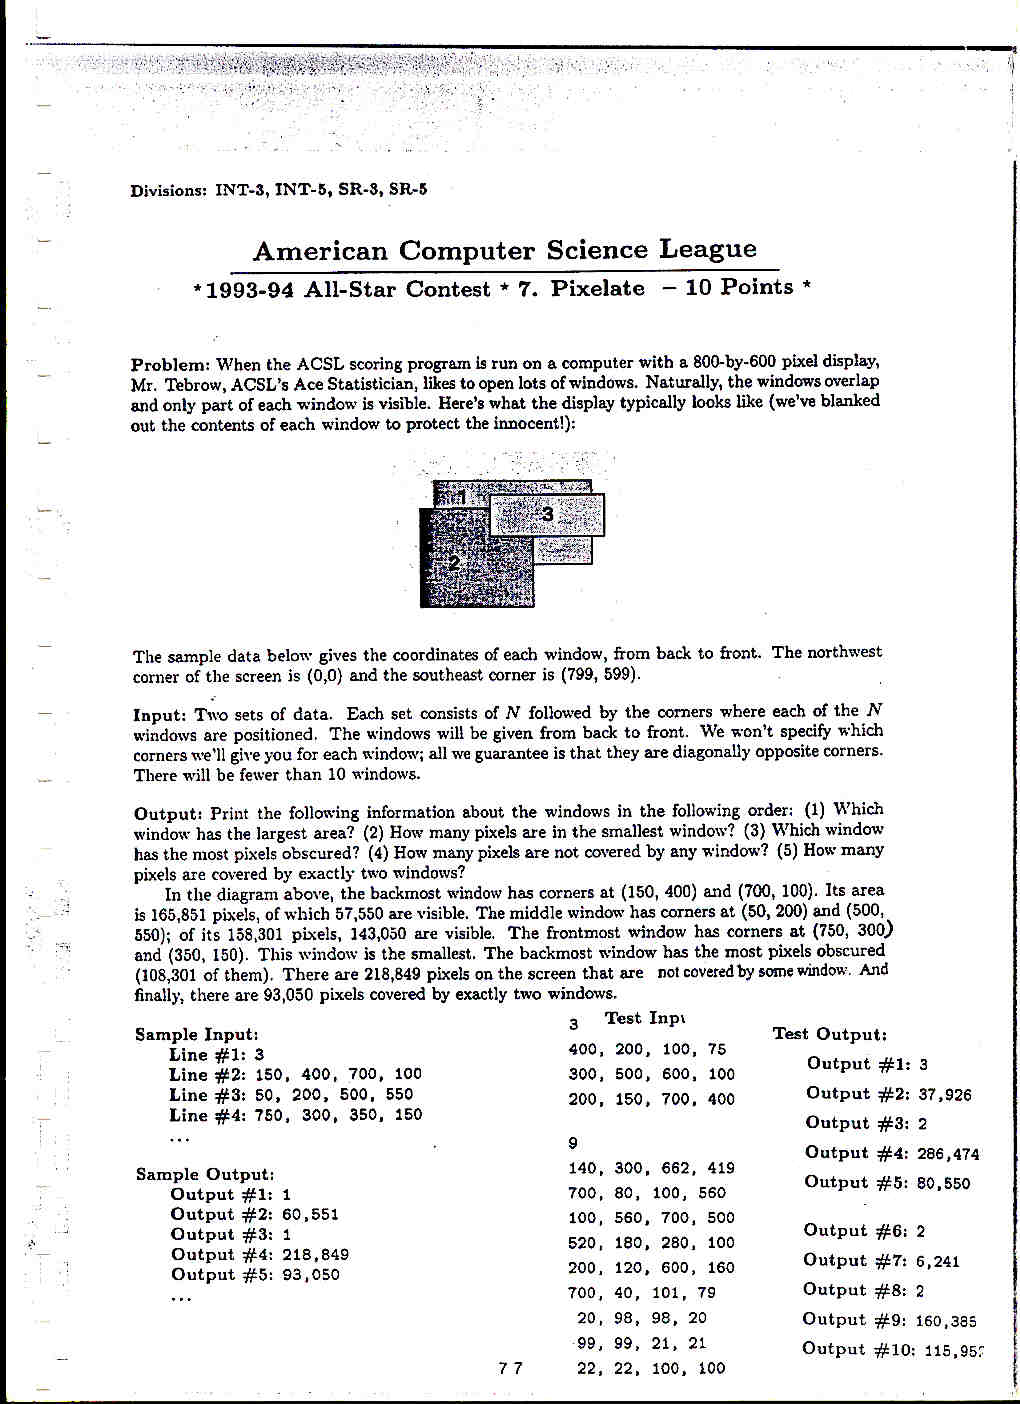 Divisions: INT-3, INT-5, SR-3, SR-5
American Computer Science League
*1993-94 All-Star Contest * 7. Pixelate – 10 Points *
Problem: When the ACSL scoring program is run on a computer with a 800-by-600 pixel display,
Mr. Tebrow, ACSL's Ace Statistician, likes to open lots of windows. Naturally, the windows overlap
and only part of each window is visible. Here's what the display typically looks like (we've blanked
out the contents of each window to protect the innocent!):
1
3
2
The sample data below gives the coordinates of each window, from back to front. The northwest
corner of the screen is (0,0) and the southeast corner is (799, 599).
Input: Two sets of data. Each set consists of N followed by the corners where each of the N
windows are positioned. The windows will be given from back to front. We won't specify which
corners we'll give you for each window; all we guarantee is that they are diagonally opposite corners.
There will be fewer than 10 windows.
Output: Print the following information about the windows in the following order: (1) Which
window has the largest area? (2) How many pixels are in the smallest window? (3) Which window
has the most pixels obscured? (4) How many pixels are not covered by any window? (5) How many
pixels are covered by exactly two windows?
In the diagram above, the backmost window has corners at (150, 400) and (700, 100). Its area
is 165,851 pixels, of which 57,550 are visible. The middle window has corners at (50, 200) and (500,
550); of its 158,301 pixels, 143,050 are visible. The frontmost window has corners at (750, 300)
and (350, 150). This window is the smallest. The backmost window has the most pixels obscured
(108,301 of them). There are 218,849 pixels on the screen that are not covered by some window. And
finally, there are 93,050 pixels covered by exactly two windows.
Sample Input:
Line #1: 3
Line #2: 150, 400, 700, 100
Line #3: 50, 200, 500, 550
Line #4: 750, 300, 350, 150
...
Sample Output:
Output #1: 1
Output #2: 60,551
Output #3: 1
Output #4: 218,849
Output #5: 93,050
...
3 Test
400, 200, 100, 75
300, 500, 600, 100
200, 150, 700, 400
9
140, 300, 662, 419
700, 80, 100, 560
100, 560, 700, 500
520, 180, 280, 100
200, 120, 600, 160
700, 40, 101, 79
20, 98, 98, 20
99, 99, 21, 21
22, 22, 100, 100
Test Output:
Output #1: 3
Output #2: 37,926
Output #3: 2
Output #4: 286,474
Output #5: 80,550
Output #6: 2
Output #7: 6,241
Output #8: 2
Output #9: 160,385
Output #10:
77